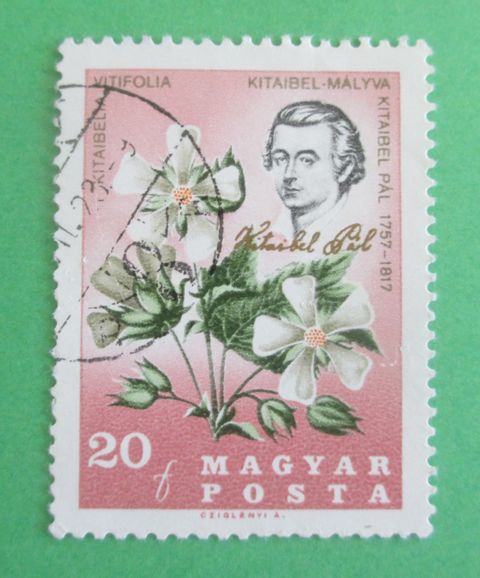 KITAIBELIA VITIFOLIA
KITAIBEL-MÁLYVA
KITAIBEL PÁL 1757-1817
Kitaibel Pál
20 f
MAGYAR
POSTA
CZIGLÉNYI Á.